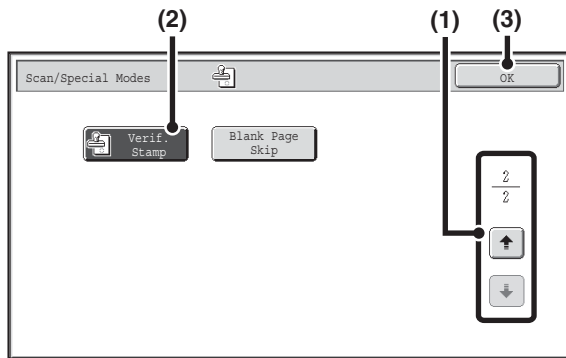 (2) (1) (3)
Scan/Special Modes OK
Verif.
Stamp
Blank Page
Skip
2
2